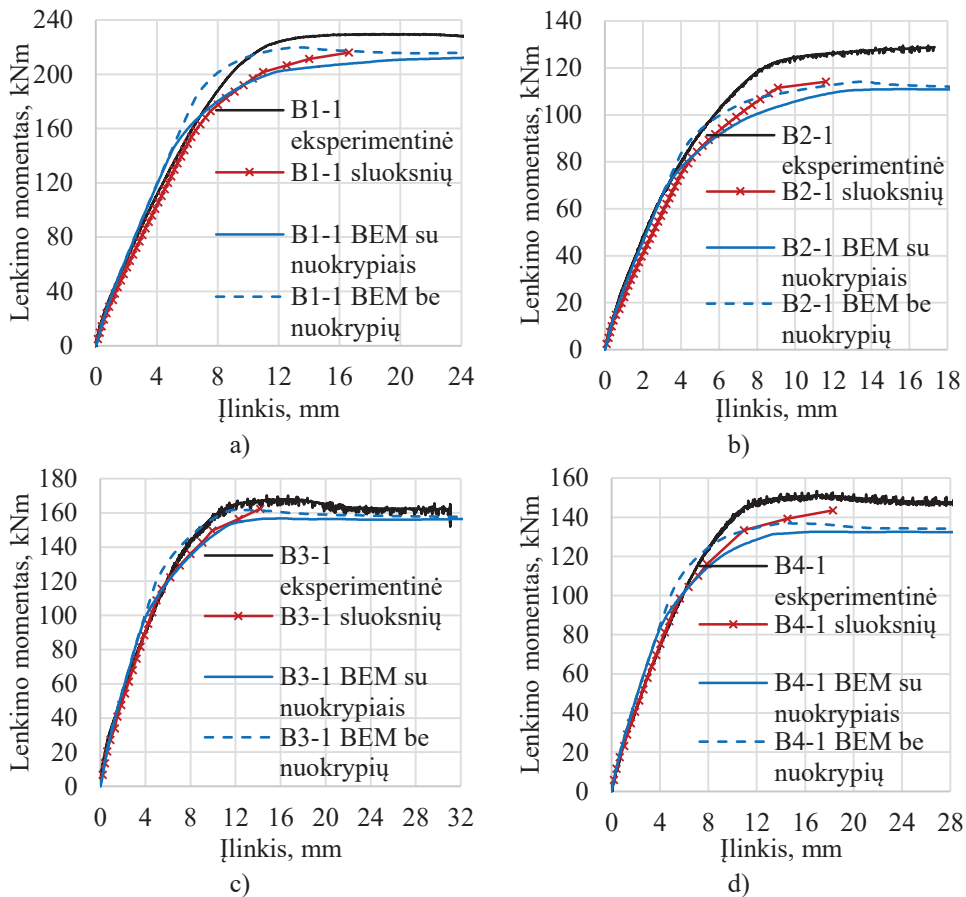 Lenkimo momentas, kNm
240
200
160
120
80
40
0
B1-1
eksperimentinė
B1-1 sluoksnių
B1-1 BEM su
nuokrypiais
B1-1 BEM be
nuokrypių
0 4 8 12 16 20 24
Įlinkis, mm
a)
Lenkimo momentas, kNm
140
120
100
80
60
40
20
0
B2-1
eksperimentinė
B2-1 sluoksnių
B2-1 BEM su
nuokrypiais
B2-1 BEM be
nuokrypių
0 2 4 6 8 10 12 14 16 18
Įlinkis, mm
b)
Lenkimo momentas, kNm
180
160
140
120
100
80
60
40
20
0
B3-1
eksperimentinė
B3-1 sluoksnių
B3-1 BEM su
nuokrypiais
B3-1 BEM be
nuokrypių
0 4 8 12 16 20 24 28 32
Įlinkis, mm
c)
Lenkimo momentas, kNm
160
140
120
100
80
60
40
20
0
B4-1
eskperimentinė
B4-1 sluoksnių
B4-1 BEM su
nuokrypiais
B4-1 BEM be
nuokrypių
0 4 8 12 16 20 24 28
Įlinkis, mm
d)